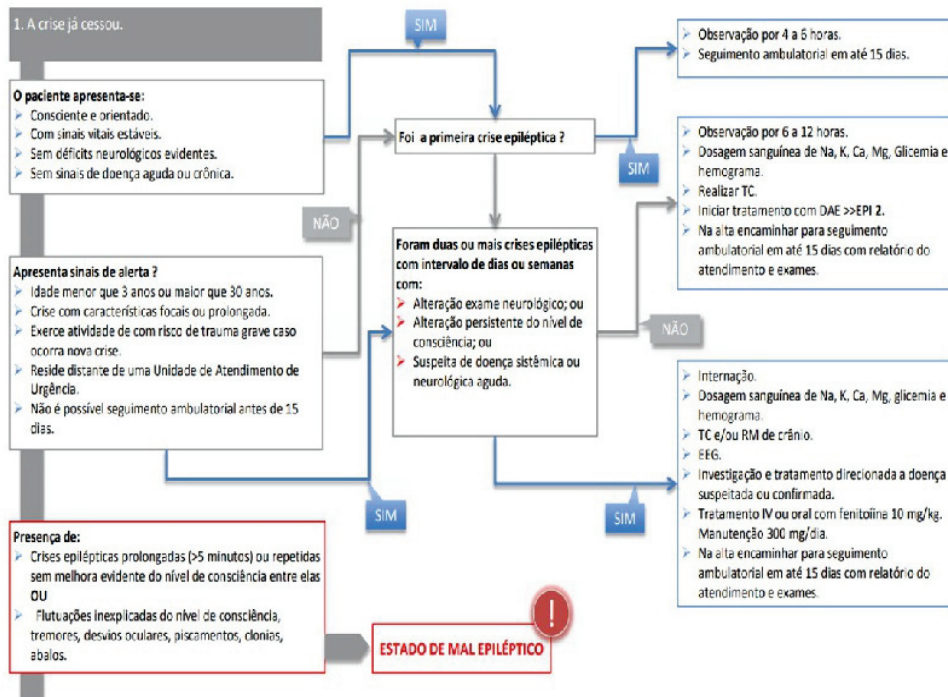 1. A crise já cessou.
SIM
O paciente apresenta-se:
Consciente e orientado.
Com sinais vitais estáveis.
Sem déficits neurológicos evidentes.
Sem sinais de doença aguda ou crônica.
Foi a primeira crise epiléptica ?
SIM
Observação por 4 a 6 horas.
Seguimento ambulatorial em até 15 dias.
NÃO
Observação por 6 a 12 horas.
Dosagem sanguínea de Na, K, Ca, Mg, Glicemia e
hemograma.
Realizar TC.
Iniciar tratamento com DAE >>EPI 2.
Na alta encaminhar para seguimento
ambulatorial em até 15 dias com relatório do
atendimento e exames.
Apresenta sinais de alerta ?
Idade menor que 3 anos ou maior que 30 anos.
Crise com características focais ou prolongada.
Exerce atividade de com risco de trauma grave caso
ocorra nova crise.
Reside distante de uma Unidade de Atendimento de
Urgência.
Não é possível seguimento ambulatorial antes de 15
dias.
SIM
Foram duas ou mais crises epilépticas
com intervalo de dias ou semanas
com:
Alteração exame neurológico; ou
Alteração persistente do nível de
consciência; ou
Suspeita de doença sistêmica ou
neurológica aguda.
NÃO
SIM
Internação.
Dosagem sanguínea de Na, K, Ca, Mg, glicemia e
hemograma.
TC e/ou RM de crânio.
EEG.
Investigação e tratamento direcionada a doença
suspeitada ou confirmada.
Tratamento IV ou oral com fenitoíina 10 mg/kg.
Manutenção 300 mg/dia.
Na alta encaminhar para seguimento
ambulatorial em até 15 dias com relatório do
atendimento e exames.
Presença de:
Crises epilépticas prolongadas (>5 minutos) ou repetidas
sem melhora evidente do nível de consciência entre elas
OU
Flutuações inexplicadas do nível de consciência,
tremores, desvios oculares, piscamentos, clonias,
abalos.
!
ESTADO DE MAL EPILÉPTICO